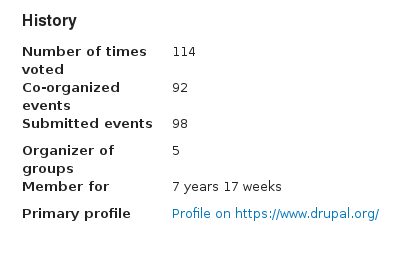 History
Number of times 114
voted
Co-organized 92
events
Submitted events 98
Organizer of 5
groups
Member for 7 years 17 weeks
Primary profile Profile on https://www.drupal.org/